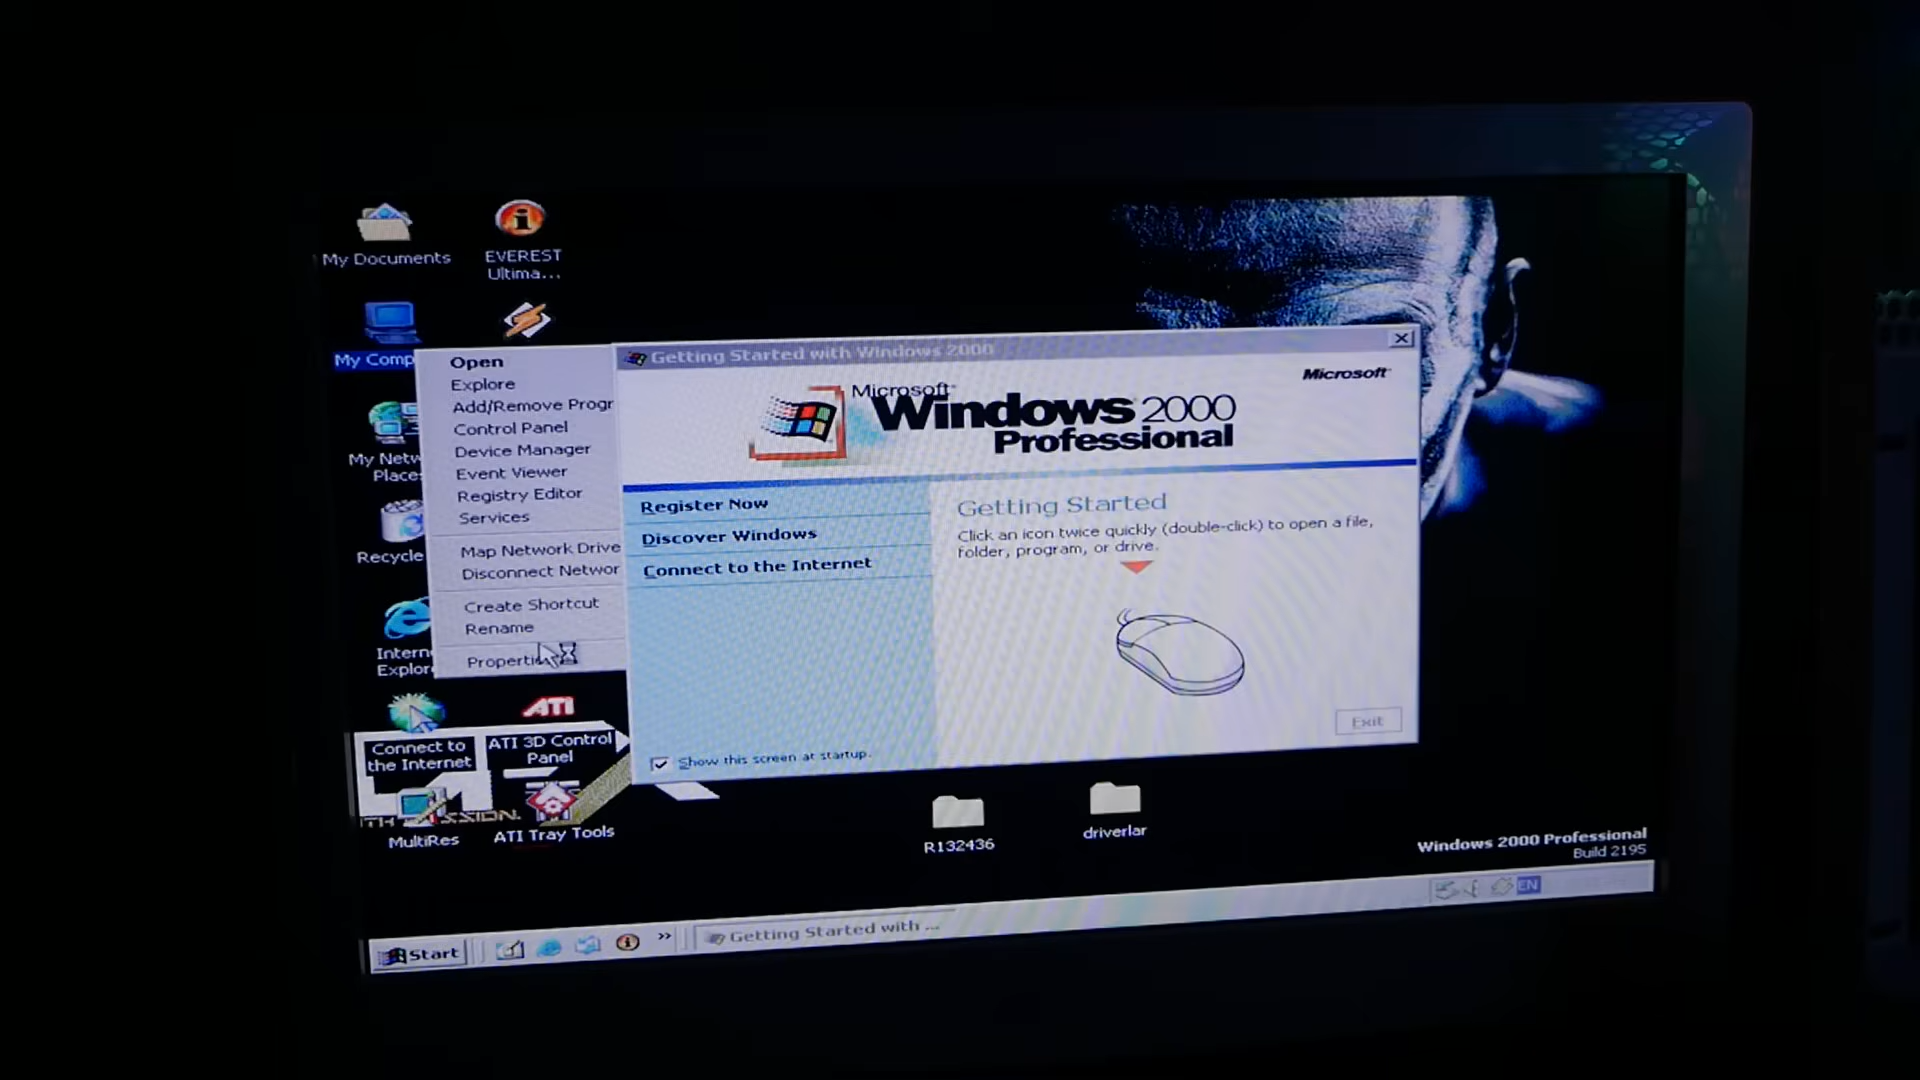 My Documents
EVEREST
Ultima...
My Comp
My Netw
Place
Recycle
Intern
Explor
Open
Explore
Add/Remove Progr
Control Panel
Device Manager
Event Viewer
Registry Editor
Services
Map Network Drive
Disconnect Networ
Create Shortcut
Rename
Properti
Getting Started with Windows 2000
Microsoft
Microsoft
Windows 2000
Professional
Register Now
Discover Windows
Connect to the Internet
Getting Started
Click an icon twice quickly (double-click) to open a file,
folder, program, or drive.
Exit
Show this screen at startup.
ATI
Connect to
the Internet
ATI 3D Control
Panel
MultiRes
ATI Tray Tools
R132436
driverlar
Windows 2000 Professional
Build 2195
Start
»
Getting Started with ...
EN